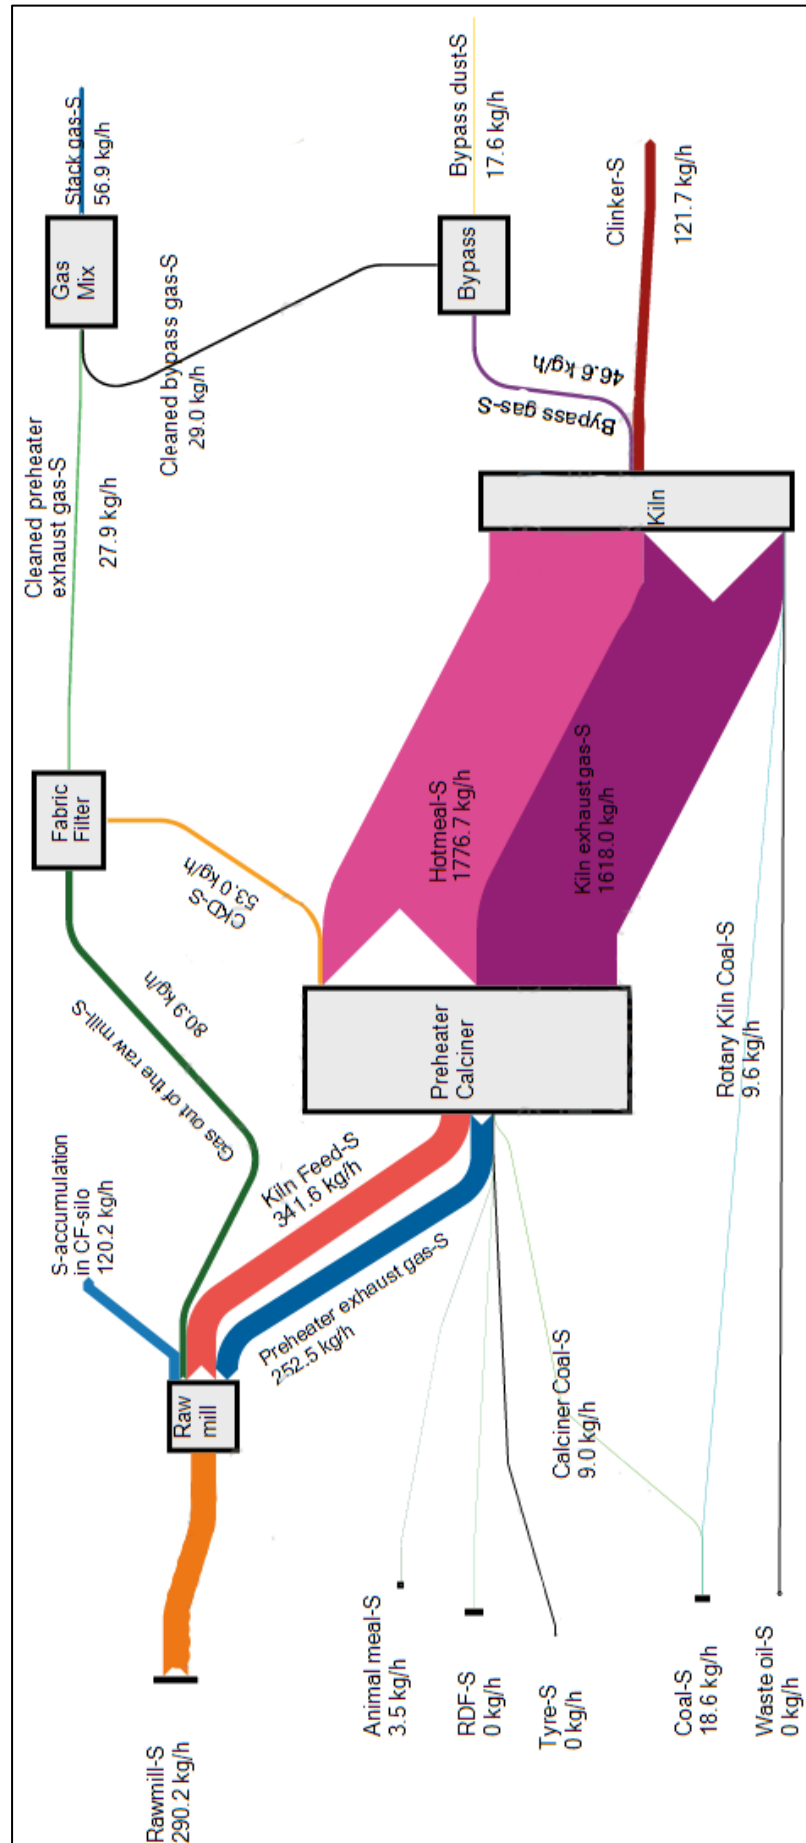 Rawmill-S
290.2 kg/h
Raw
mill
S-accumulation
in CF-silo
120.2 kg/h
Gas out of the raw mill-S
80.9 kg/h
Kiln Feed-S
341.6 kg/h
Preheater exhaust gas-S
252.5 kg/h
Animal meal-S
3.5 kg/h
RDF-S
0 kg/h
Tyre-S
0 kg/h
Coal-S
18.6 kg/h
Waste oil-S
0 kg/h
Calciner Coal-S
9.0 kg/h
Rotary Kiln Coal-S
9.6 kg/h
Preheater
Calciner
Fabric
Filter
CKD-S
53.0 kg/h
Hotmeal-S
1776.7 kg/h
Kiln exhaust gas-S
1618.0 kg/h
Cleaned preheater
exhaust gas-S
27.9 kg/h
Cleaned bypass gas-S
29.0 kg/h
Kiln
Bypass gas-S
46.6 kg/h
Gas
Mix
Bypass
Stack gas-S
56.9 kg/h
Bypass dust-S
17.6 kg/h
Clinker-S
121.7 kg/h